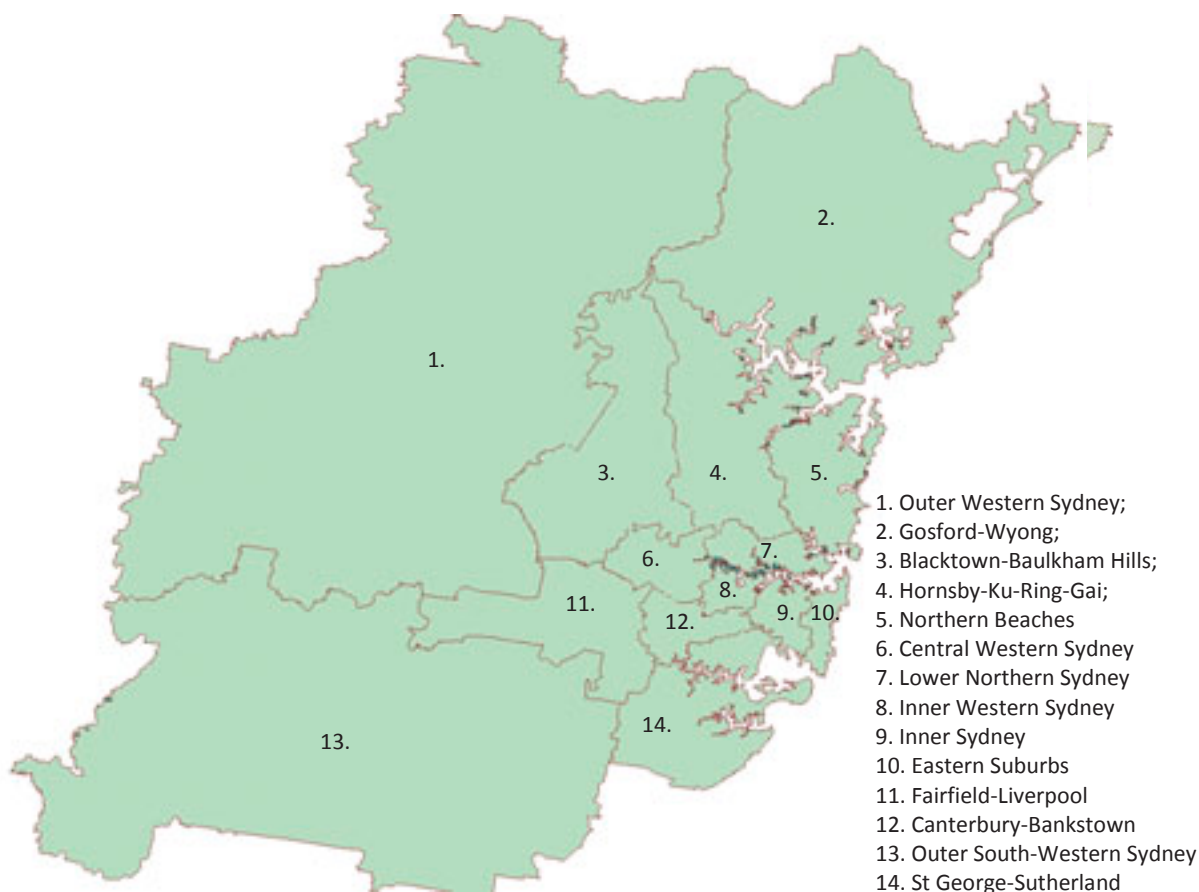 2.
1.
3.
4.
5.
6.
7.
8.
9.
10.
11.
12.
13.
14.
1. Outer Western Sydney;
2. Gosford-Wyong;
3. Blacktown-Baulkham Hills;
4. Hornsby-Ku-Ring-Gai;
5. Northern Beaches
6. Central Western Sydney
7. Lower Northern Sydney
8. Inner Western Sydney
9. Inner Sydney
10. Eastern Suburbs
11. Fairfield-Liverpool
12. Canterbury-Bankstown
13. Outer South-Western Sydney
14. St George-Sutherland